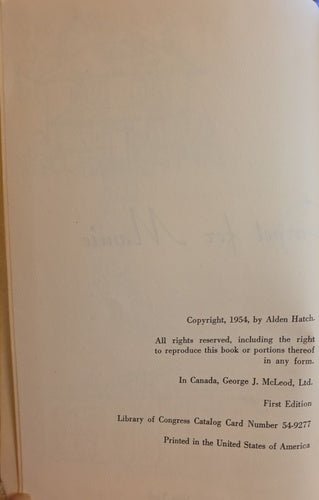 for Mamie
Copyright, 1954, by Alden Hatch.
All rights reserved, including the right
to reproduce this book or portions thereof
in any form.
In Canada, George J. McLeod, Ltd.
First Edition
Library of Congress Catalog Card Number 54-9277
Printed in the United States of America